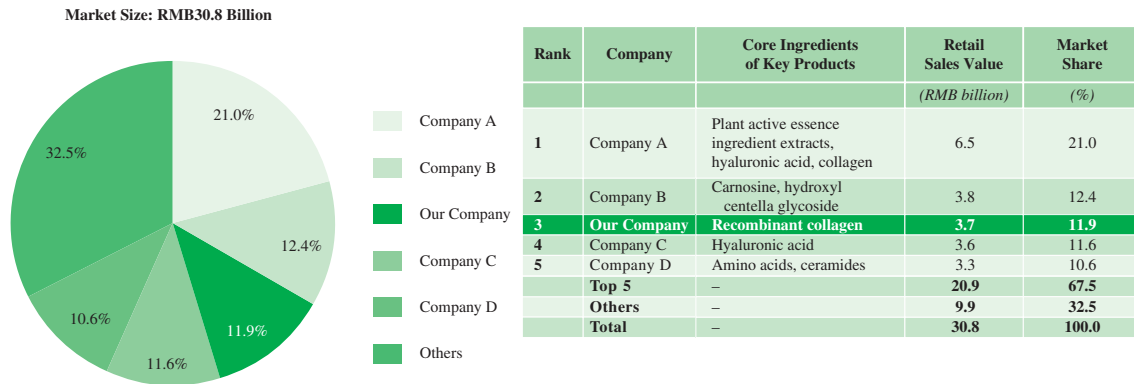 Market Size: RMB30.8 Billion
21.0%
12.4%
11.9%
11.6%
10.6%
32.5%
Company A
Company B
Our Company
Company C
Company D
Others
Rank Company Core Ingredients of Key Products Retail Sales Value Market Share
(RMB billion) (%)
1 Company A Plant active essence
ingredient extracts,
hyaluronic acid, collagen 6.5 21.0
2 Company B Carnosine, hydroxyl
centella glycoside 3.8 12.4
3 Our Company Recombinant collagen 3.7 11.9
4 Company C Hyaluronic acid 3.6 11.6
5 Company D Amino acids, ceramides 3.3 10.6
Top 5 – 20.9 67.5
Others – 9.9 32.5
Total – 30.8 100.0